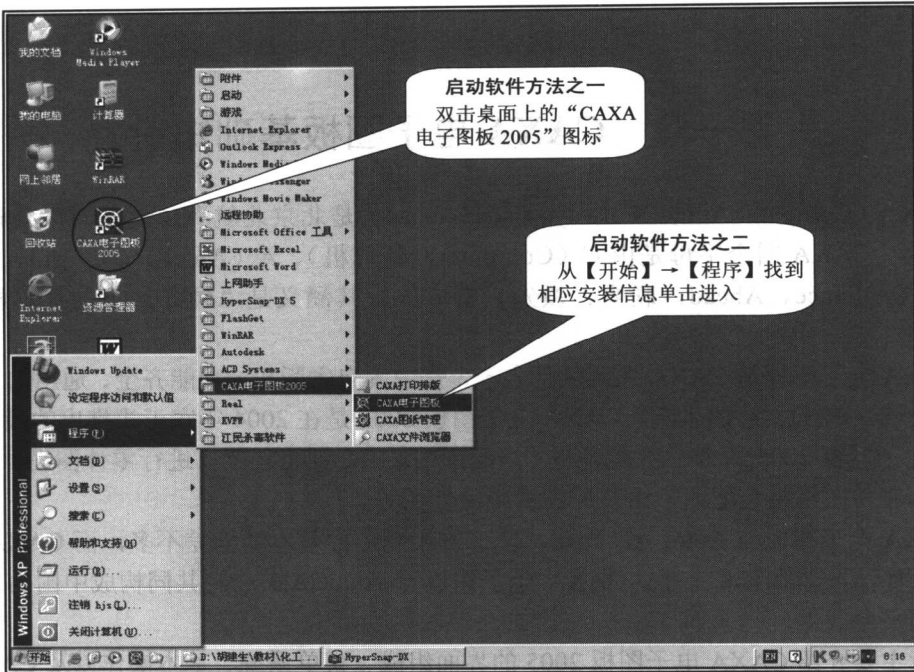 我的文档
Windows
Media Player
我的电脑
计算器
网上邻居
WinRAR
回收站
CAXA电子图板
2005
Internet
Explorer
资源管理器
附件
启动
游戏
Internet Explorer
Outlook Express
Windows Movie Maker
远程协助
Microsoft Office 工具
Microsoft Excel
Microsoft Word
上网助手
HyperSnap-DX 5
FlashGet
WinRAR
Autodesk
ACD Systems
CAXA电子图板2005
Real
KVFW
江民杀毒软件
CAXA打印排版
CAXA电子图板
CAXA图纸管理
CAXA文件浏览器
启动软件方法之一
双击桌面上的“CAXA
电子图板 2005”图标
启动软件方法之二
从【开始】→【程序】找到
相应安装信息单击进入
Windows Update
设定程序访问和默认值
程序(P)
文档(D)
设置(S)
搜索(C)
帮助和支持(H)
运行(R)...
注销 hjs(L)...
关闭计算机(U)...
Windows XP Professional
开始
D:\胡建生\教材\化工...
HyperSnap-DX
EN
8:16